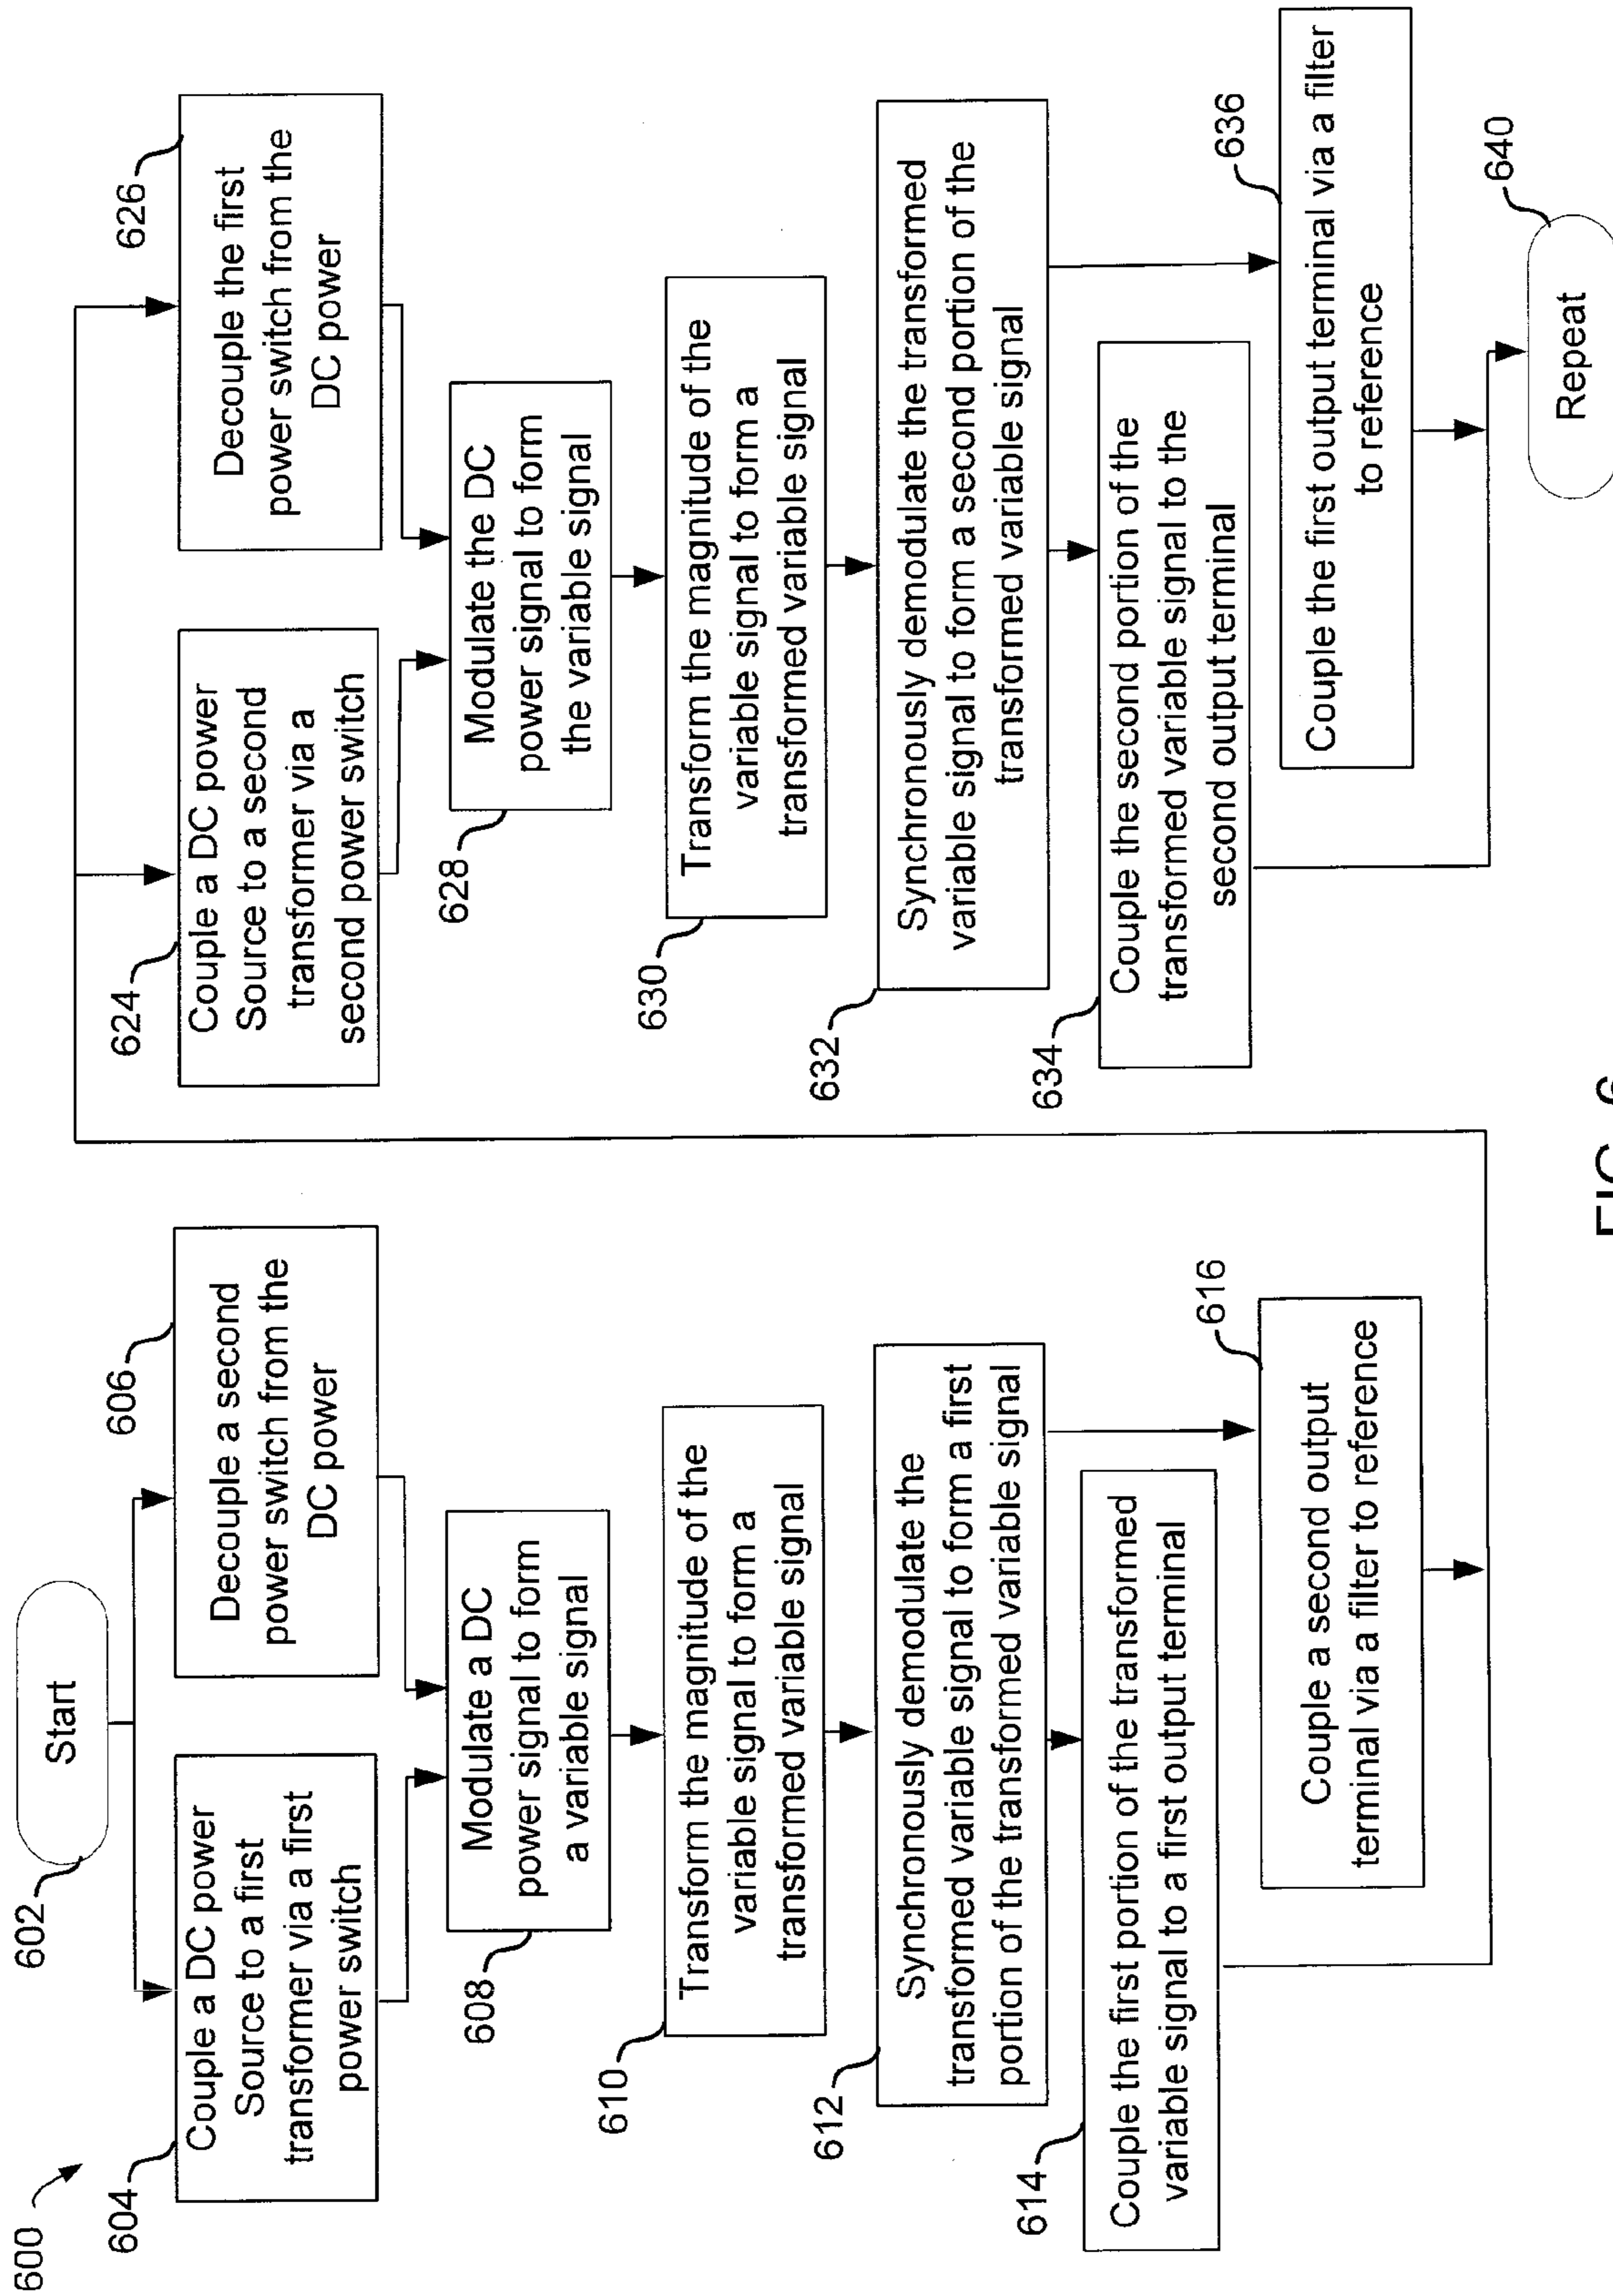 600
602
Start
604
Couple a DC power
Source to a first
transformer via a first
power switch
606
Decouple a second
power switch from the
DC power
608
Modulate a DC
power signal to form
a variable signal
610
Transform the magnitude of the
variable signal to form a
transformed variable signal
612
Synchronously demodulate the
transformed variable signal to form a first
portion of the transformed variable signal
614
Couple the first portion of the transformed
variable signal to a first output terminal
616
Couple a second output
terminal via a filter to reference
624
Couple a DC power
Source to a second
transformer via a
second power switch
626
Decouple the first
power switch from the
DC power
628
Modulate the DC
power signal to form
the variable signal
630
Transform the magnitude of the
variable signal to form a
transformed variable signal
632
Synchronously demodulate the transformed
variable signal to form a second portion of the
transformed variable signal
634
Couple the second portion of the
transformed variable signal to the
second output terminal
636
Couple the first output terminal via a filter
to reference
640
Repeat